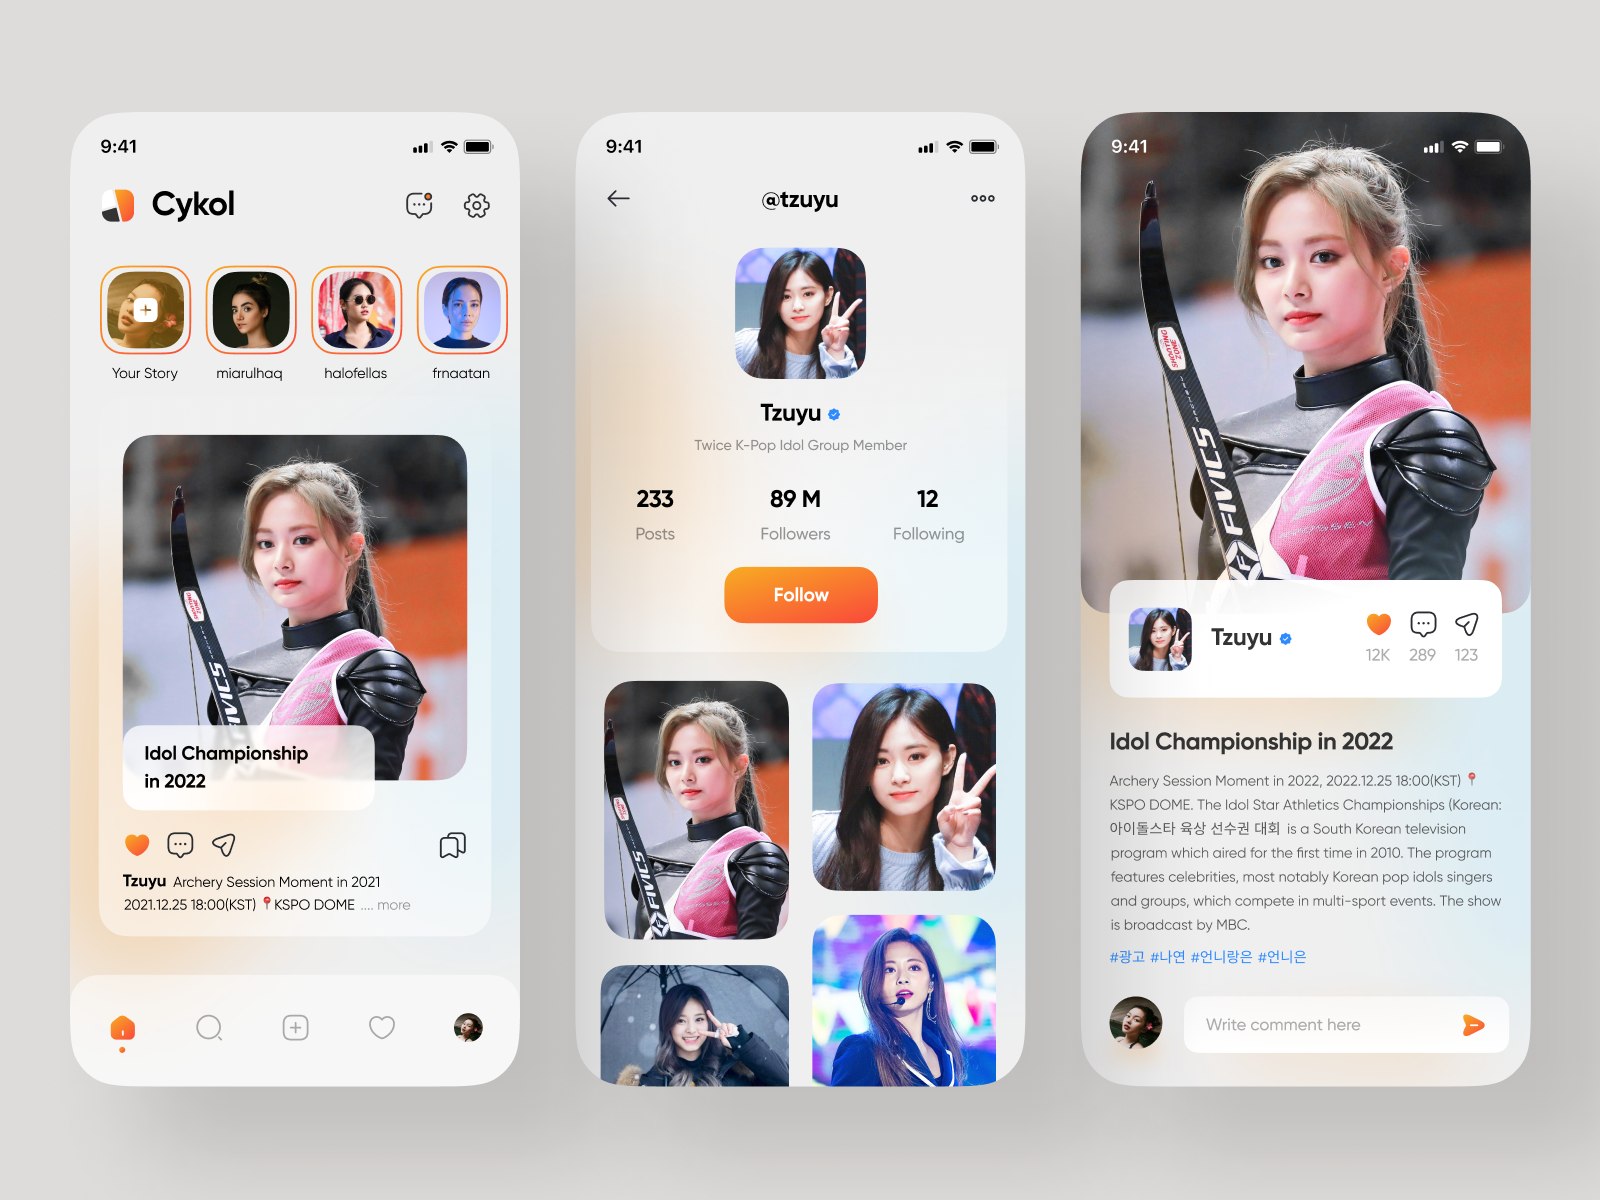 9:41
Cykol
Your Story
miarulhaq
halofellas
frnaatan
SHOOTING ZONE
FIVICS
Idol Championship
in 2022
Tzuyu Archery Session Moment in 2021
2021.12.25 18:00(KST) 📍KSPO DOME .... more
9:41
@tzuyu
Tzuyu
Twice K-Pop Idol Group Member
233
89 M
12
Posts
Followers
Following
Follow
FIVICS
9:41
SHOOTING ZONE
FIVICS
Tzuyu
12K
289
123
Idol Championship in 2022
Archery Session Moment in 2022, 2022.12.25 18:00(KST) 📍
KSPO DOME. The Idol Star Athletics Championships (Korean:
아이돌스타 육상 선수권 대회 is a South Korean television
program which aired for the first time in 2010. The program
features celebrities, most notably Korean pop idols singers
and groups, which compete in multi-sport events. The show
is broadcast by MBC.
#광고 #나연 #언니랑은 #언니은
Write comment here